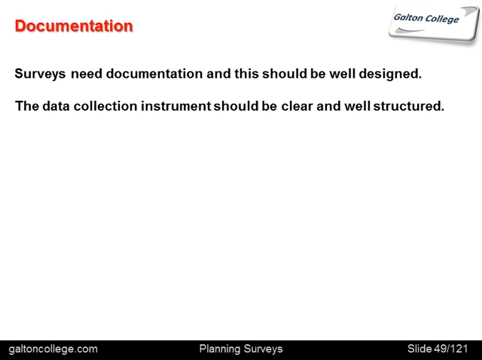 Documentation
Galton College
Surveys need documentation and this should be well designed.
The data collection instrument should be clear and well structured.
galtoncollege.com
Planning Surveys
Slide 49/121